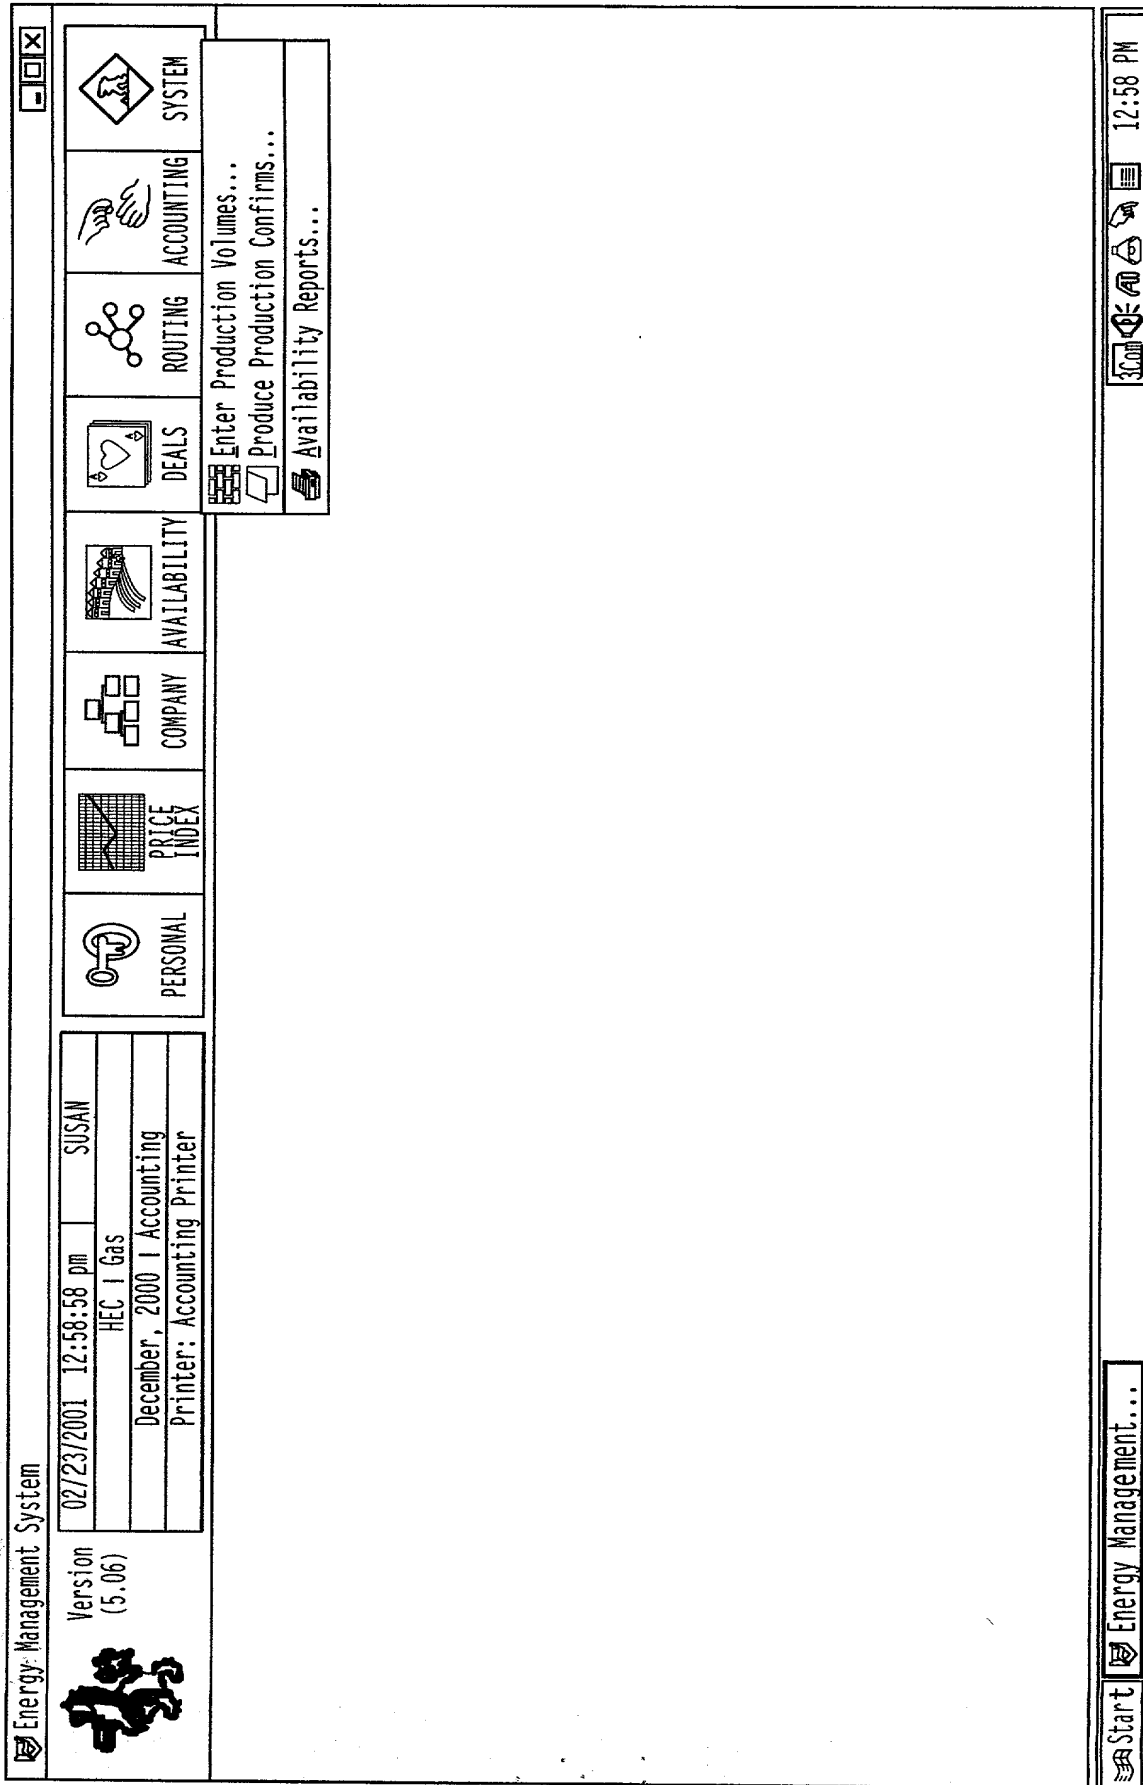 Energy Management System
Version
(5.06)
02/23/2001 12:58:58 pm SUSAN
HEC | Gas
December, 2000 | Accounting
Printer: Accounting Printer
PERSONAL
PRICE
INDEX
COMPANY
AVAILABILITY
DEALS
ROUTING
ACCOUNTING
SYSTEM
Enter Production Volumes...
Produce Production Confirms...
Availability Reports...
Start
Energy Management...
3Com
12:58 PM